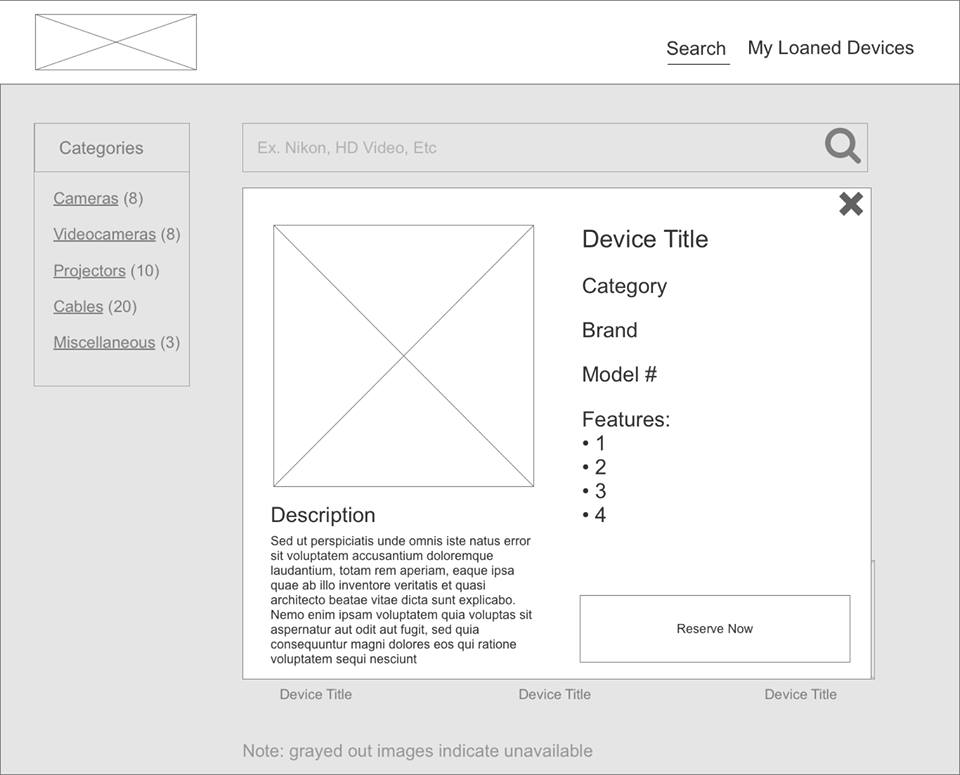 Search
My Loaned Devices
Categories
Cameras (8)
Videocameras (8)
Projectors (10)
Cables (20)
Miscellaneous (3)
Ex. Nikon, HD Video, Etc
Device Title
Category
Brand
Model #
Features:
• 1
• 2
• 3
• 4
Description
Sed ut perspiciatis unde omnis iste natus error
sit voluptatem accusantium doloremque
laudantium, totam rem aperiam, eaque ipsa
quae ab illo inventore veritatis et quasi
architecto beatae vitae dicta sunt explicabo.
Nemo enim ipsam voluptatem quia voluptas sit
aspernatur aut odit aut fugit, sed quia
consequuntur magni dolores eos qui ratione
voluptatem sequi nesciunt
Reserve Now
Device Title
Device Title
Device Title
Note: grayed out images indicate unavailable